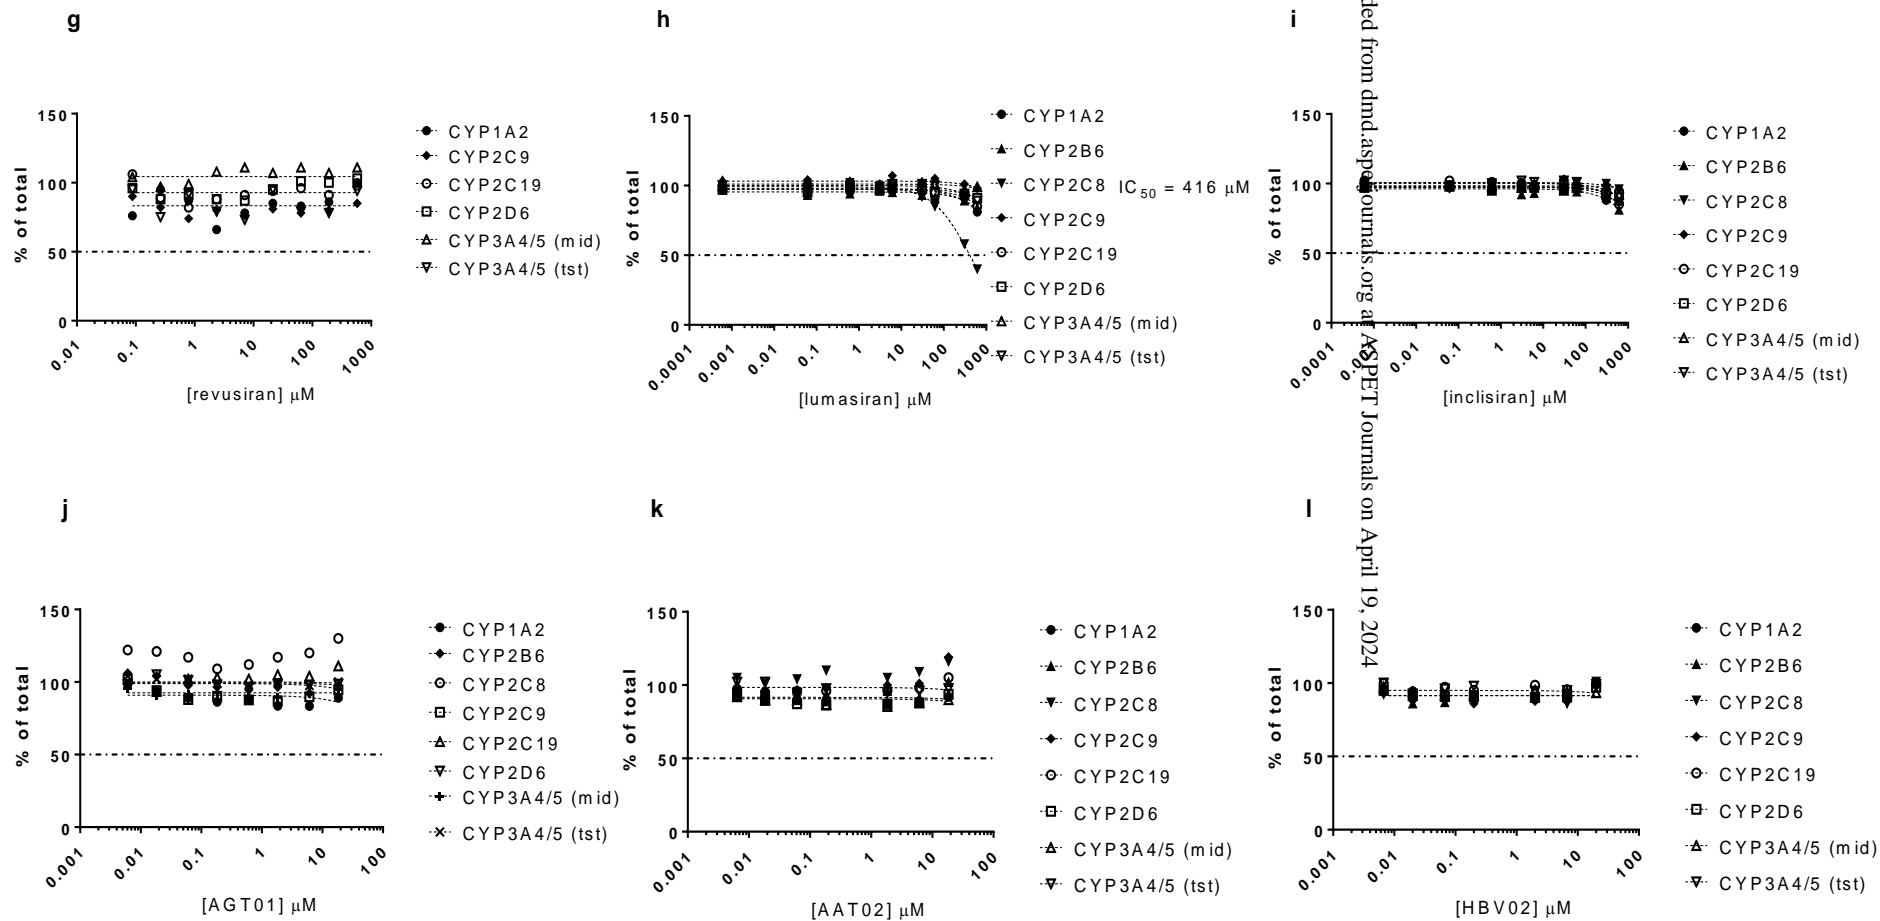 g
150
100
50
0
% of total
0.01
0.1
1
10
100
1000
[revusiran] μM
CYP1A2
CYP2C9
CYP2C19
CYP2D6
CYP3A4/5 (mid)
CYP3A4/5 (tst)
h
150
100
50
0
% of total
0.0001
0.001
0.01
0.1
1
10
100
1000
[lumasiran] μM
CYP1A2
CYP2B6
CYP2C8 IC50 = 416 μM
CYP2C9
CYP2C19
CYP2D6
CYP3A4/5 (mid)
CYP3A4/5 (tst)
i
150
100
50
0
% of total
0.0001
0.01
0.1
1
10
100
1000
[inclisiran] μM
CYP1A2
CYP2B6
CYP2C8
CYP2C9
CYP2C19
CYP2D6
CYP3A4/5 (mid)
CYP3A4/5 (tst)
ded from dmd.aspetjournals.org at ASPET Journals on April 19, 2024
j
150
100
50
0
% of total
0.001
0.01
0.1
1
10
100
[AGT01] μM
CYP1A2
CYP2B6
CYP2C8
CYP2C9
CYP2C19
CYP2D6
CYP3A4/5 (mid)
CYP3A4/5 (tst)
k
150
100
50
0
% of total
0.001
0.01
0.1
1
10
100
[AAT02] μM
CYP1A2
CYP2B6
CYP2C8
CYP2C9
CYP2C19
CYP2D6
CYP3A4/5 (mid)
CYP3A4/5 (tst)
l
150
100
50
0
% of total
0.001
0.01
0.1
1
10
100
[HBV02] μM
CYP1A2
CYP2B6
CYP2C8
CYP2C9
CYP2C19
CYP2D6
CYP3A4/5 (mid)
CYP3A4/5 (tst)